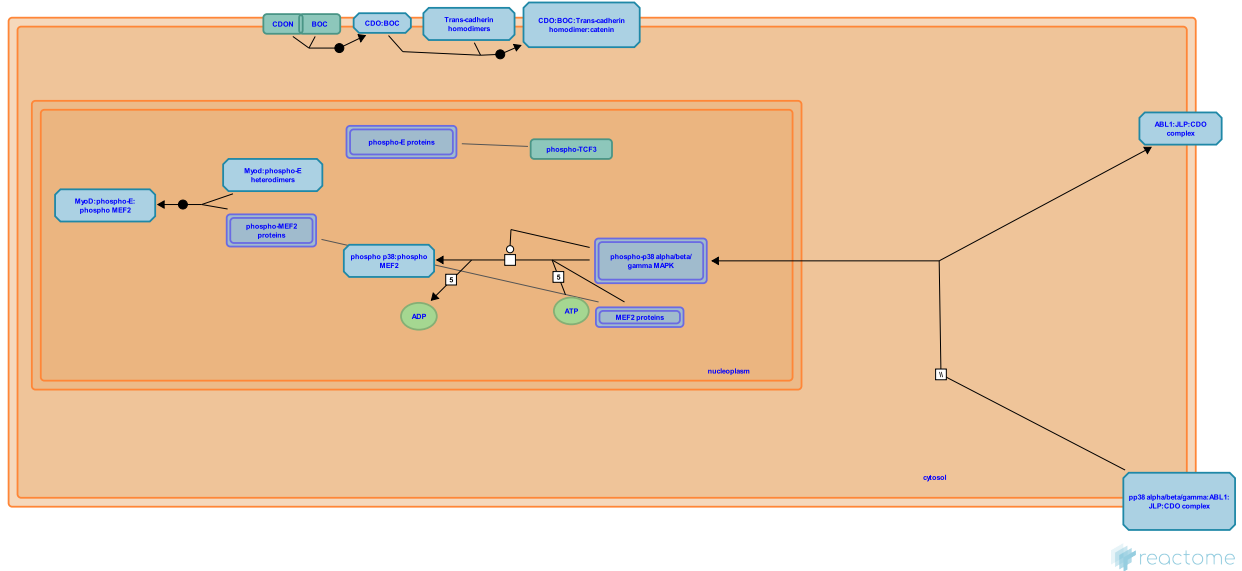 CDON
BOC
CDO:BOC
Trans-cadherin
homodimers
CDO:BOC:Trans-cadherin
homodimer:catenin
ABL1:JLP:CDO
complex
phospho-E proteins
phospho-TCF3
Myod:phospho-E
heterodimers
MyoD:phospho-E:
phospho MEF2
phospho-MEF2
proteins
phospho p38:phospho
MEF2
phospho-p38 alpha/beta/
gamma MAPK
5
5
ADP
ATP
MEF2 proteins
nucleoplasm
\\
cytosol
pp38 alpha/beta/gamma:ABL1:
JLP:CDO complex
reactome